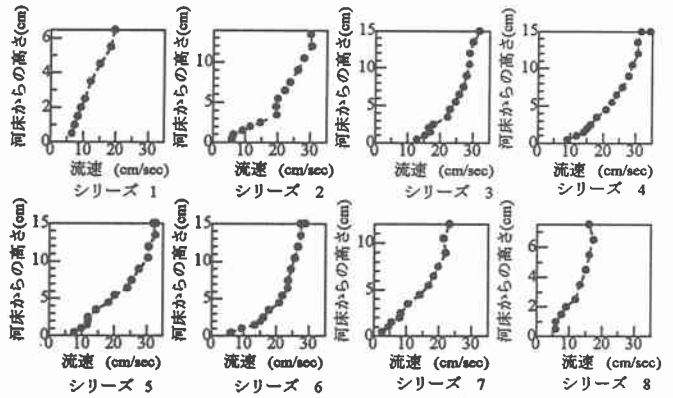 河床からの高さ(cm)
6
4
2
0
0 10 20 30
流速 (cm/sec)
シリーズ 1
河床からの高さ(cm)
10
5
0
0 10 20 30
流速 (cm/sec)
シリーズ 2
河床からの高さ(cm)
15
10
5
0
0 10 20 30
流速 (cm/sec)
シリーズ 3
河床からの高さ(cm)
15
10
5
0
0 10 20 30
流速 (cm/sec)
シリーズ 4
河床からの高さ(cm)
15
10
5
0
0 10 20 30
流速 (cm/sec)
シリーズ 5
河床からの高さ(cm)
15
10
5
0
0 10 20 30
流速 (cm/sec)
シリーズ 6
河床からの高さ(cm)
10
5
0
0 10 20 30
流速 (cm/sec)
シリーズ 7
河床からの高さ(cm)
6
4
2
0
0 10 20 30
流速 (cm/sec)
シリーズ 8